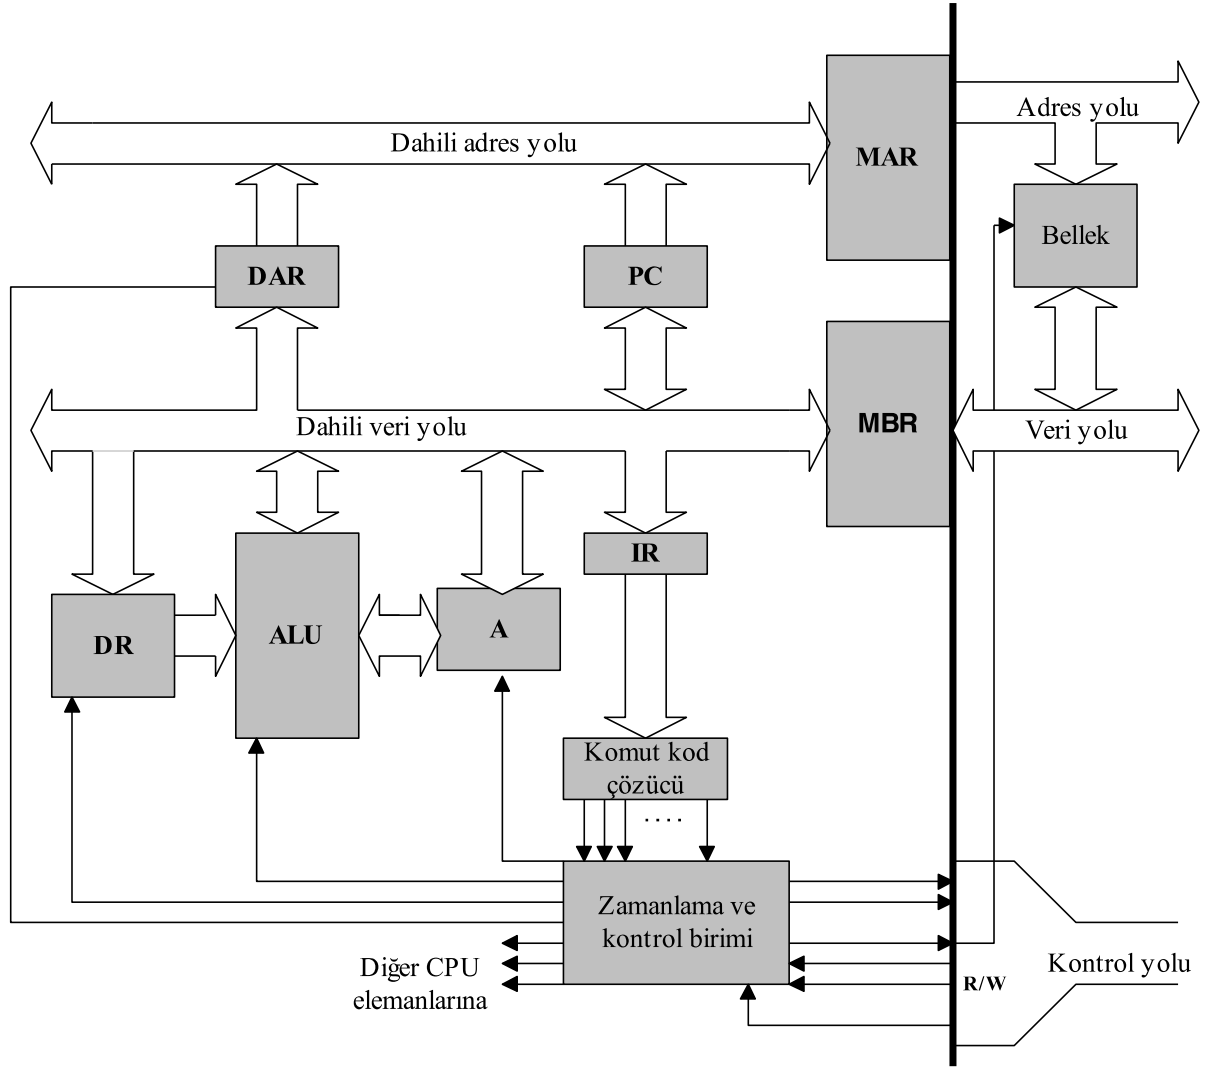 Adres yolu
Dahili adres yolu
MAR
Bellek
DAR
PC
Dahili veri yolu
MBR
Veri yolu
IR
DR
ALU
A
Komut kod
çözücü
....
Zamanlama ve
kontrol birimi
Diğer CPU
elemanlarına
Kontrol yolu
R/W